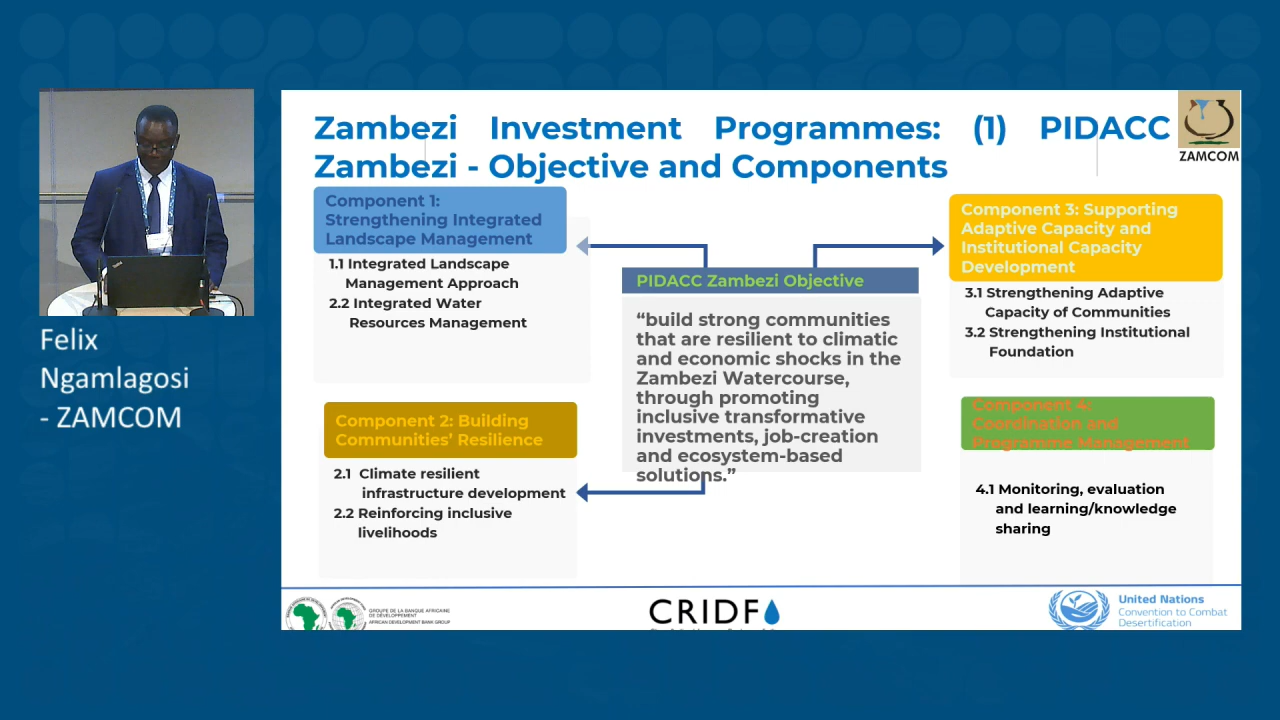 Zambezi Investment Programmes: (1) PIDACC
Zambezi - Objective and Components
ZAMCOM
Component 1:
Strengthening Integrated
Landscape Management
1.1 Integrated Landscape
Management Approach
2.2 Integrated Water
Resources Management
Component 2: Building
Communities’ Resilience
2.1 Climate resilient
infrastructure development
2.2 Reinforcing inclusive
livelihoods
PIDACC Zambezi Objective
“build strong communities
that are resilient to climatic
and economic shocks in the
Zambezi Watercourse,
through promoting
inclusive transformative
investments, job-creation
and ecosystem-based
solutions.”
Component 3: Supporting
Adaptive Capacity and
Institutional Capacity
Development
3.1 Strengthening Adaptive
Capacity of Communities
3.2 Strengthening Institutional
Foundation
Component 4:
Coordination and
Programme Management
4.1 Monitoring, evaluation
and learning/knowledge
sharing
Felix
Ngamlagosi
- ZAMCOM
GROUPE DE LA BANQUE AFRICAINE
DE DÉVELOPPEMENT
AFRICAN DEVELOPMENT BANK GROUP
CRIDF
United Nations
Convention to Combat
Desertification